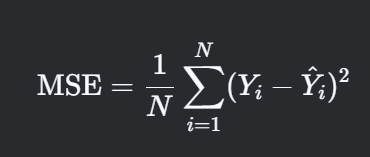 MSE = \frac{1}{N} \sum_{i=1}^{N} (Y_i - \hat{Y}_i)^2